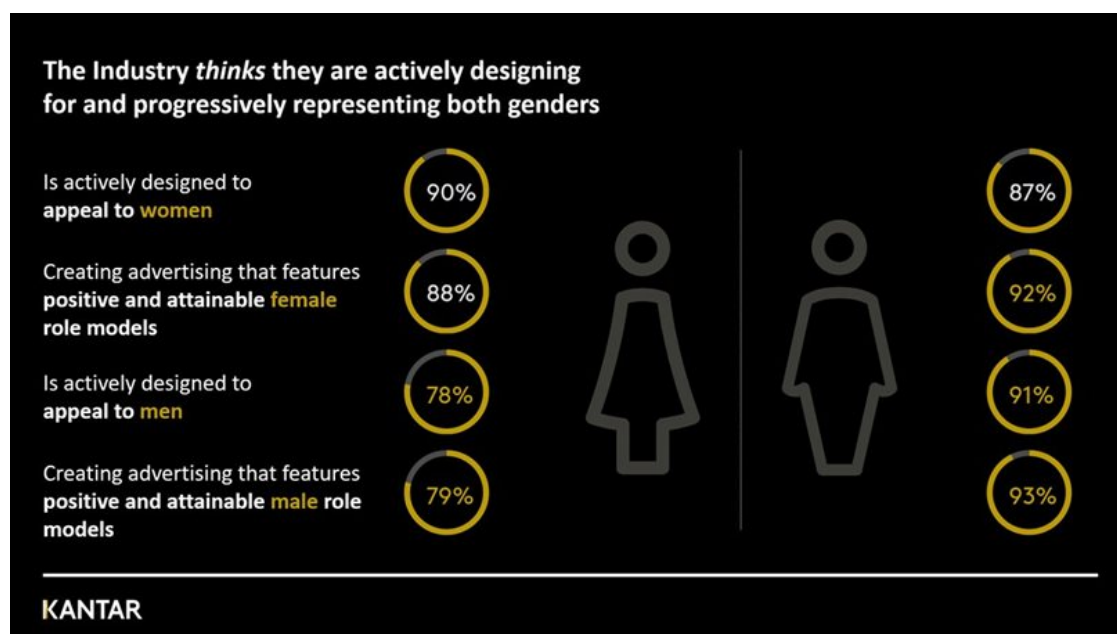 The Industry thinks they are actively designing
for and progressively representing both genders
Is actively designed to
appeal to women
90%
87%
Creating advertising that features
positive and attainable female
role models
88%
92%
Is actively designed to
appeal to men
78%
91%
Creating advertising that features
positive and attainable male role
models
79%
93%
KANTAR